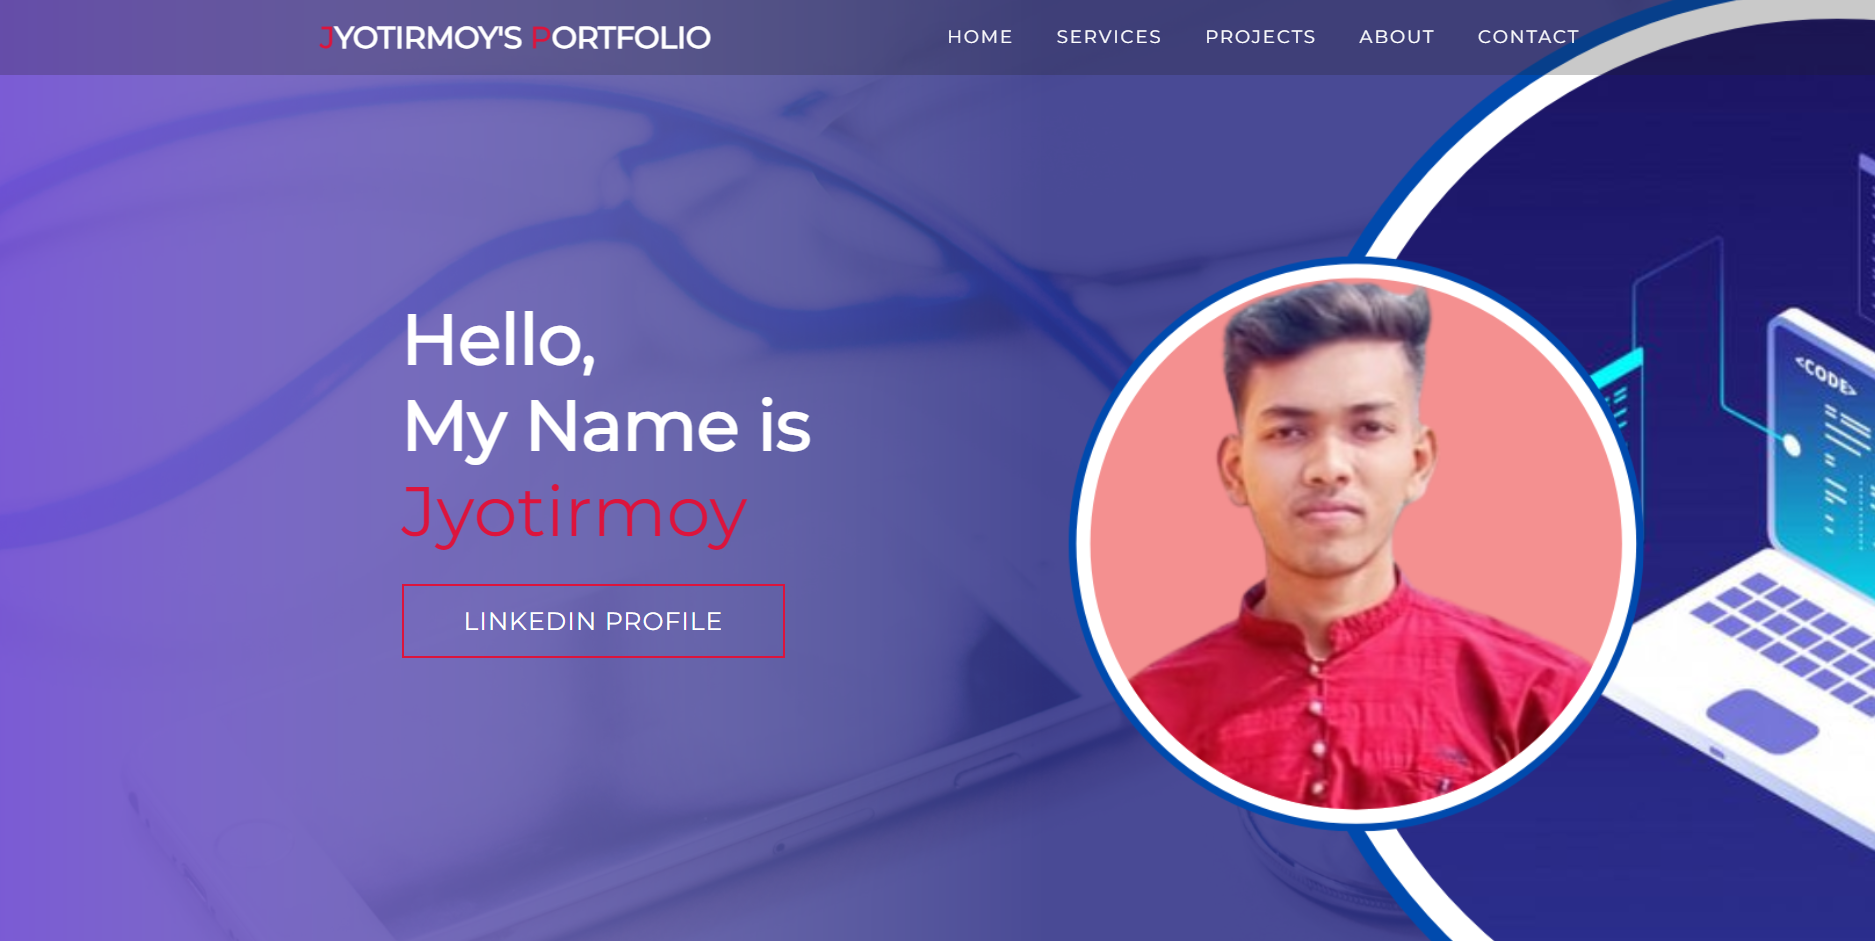 JYOTIRMOY'S PORTFOLIO
HOME SERVICES PROJECTS ABOUT CONTACT
Hello,
My Name is
Jyotirmoy
LINKEDIN PROFILE
<CODE>